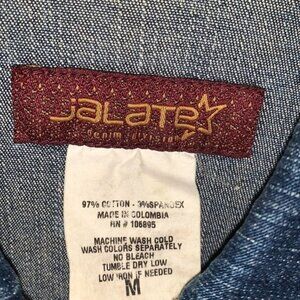 JALATE
denim division
97% COTTON - 3%SPANDEX
MADE IN COLOMBIA
RN # 106895
MACHINE WASH COLD
WASH COLORS SEPARATELY
NO BLEACH
TUMBLE DRY LOW
LOW IRON IF NEEDED
M